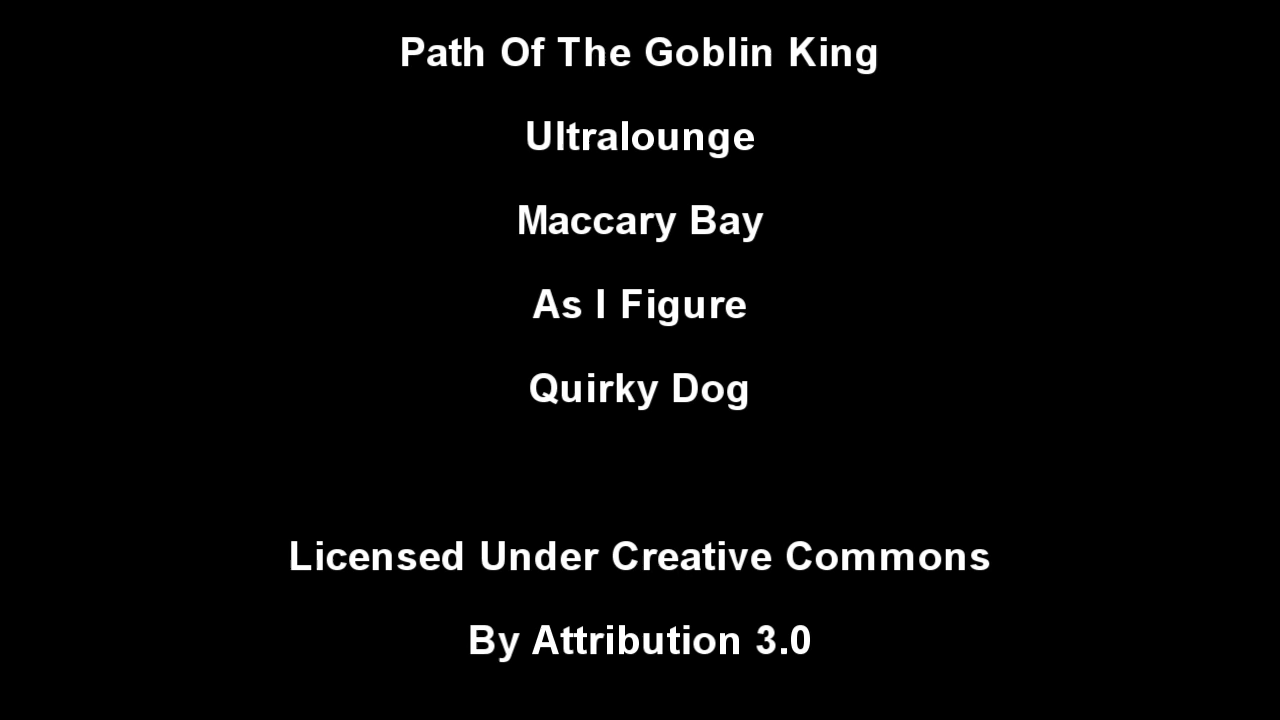 Path Of The Goblin King
Ultralounge
Maccary Bay
As I Figure
Quirky Dog
Licensed Under Creative Commons
By Attribution 3.0